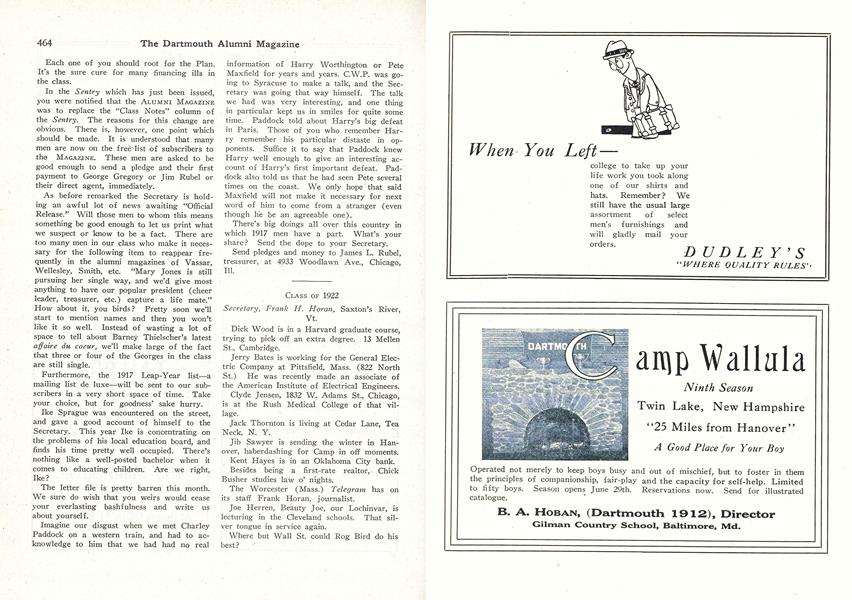 464
The Dartmouth Alumni Magazine
Each one of you should root for the Plan.
It's the sure cure for many financing ills in
the class.
In the Sentry which has just been issued,
you were notified that the ALUMNI MAGAZINE
was to replace the "Class Notes" column of
the Sentry. The reasons for this change are
obvious. There is, however, one point which
should be made. It is understood that many
men are now on the free list of subscribers to
the MAGAZINE. These men are asked to be
good enough to send a pledge and their first
payment to George Gregory or Jim Rubel or
their direct agent, immediately.
As before remarked the Secretary is hold-
ing an awful lot of news awaiting "Official
Release." Will those men to whom this means
something be good enough to let us print what
we suspect or know to be a fact. There are
too many men in our class who make it neces-
sary for the following item to reappear fre-
quently in the alumni magazines of Vassar,
Wellesley, Smith, etc. "Mary Jones is still
pursuing her single way, and we'd give most
anything to have our popular president (cheer
leader, treasurer, etc.) capture a life mate."
How about it, you birds? Pretty soon we'll
start to mention names and then you won't
like it so well. Instead of wasting a lot of
space to tell about Barney Thielscher's latest
affaire du coeur, we'll make large of the fact
that three or four of the Georges in the class
are still single.
Furthermore, the 1917 Leap-Year list—a
mailing list de luxe—will be sent to our sub-
scribers in a very short space of time. Take
your choice, but for goodness' sake hurry.
Ike Sprague was encountered on the street,
and gave a good account of himself to the
Secretary. This year Ike is concentrating on
the problems of his local education board, and
finds his time pretty well occupied. There's
nothing like a well-posted bachelor when it
comes to educating children. Are we right,
Ike?
The letter file is pretty barren this month.
We sure do wish that you weirs would cease
your everlasting bashfulness and write us
about yourself.
Imagine our disgust when we met Charley
Paddock on a western train, and had to ac-
knowledge to him that we had had no real
information of Harry Worthington or Pete
Maxfield for years and years. C.W.P. was go-
ing to Syracuse to make a talk, and the Sec-
retary was going that way himself. The talk
we had was very interesting, and one thing
in particular kept us in smiles for quite some
time. Paddock told about Harry's big defeat
in Paris. Those of you who remember Har-
ry remember his particular distaste in op-
ponents. Suffice it to say that Paddock knew
Harry well enough to give an interesting ac-
count of Harry's first important defeat. Pad-
dock also told us that he had seen Pete several
times on the coast. We only hope that said
Maxfield will not make it necessary for next
word of him to come from a stranger (even
though he be an agreeable one).
There's big doings all over this country in
which 1917 men have a part. What's your
share? Send the dope to your Secretary.
Send pledges and money to James L. Rubel,
treasurer, at 4933 Woodlawn Ave., Chicago,
Ill.
CLASS OF 1922
Secretary, Frank H. Horan, Saxton's River,
Vt.
Dick Wood is in a Harvard graduate course,
trying to pick off an extra degree. 13 Mellen
St., Cambridge.
Jerry Bates is working for the General Elec-
tric Company at Pittsfield, Mass. (822 North
St.) He was recently made an associate of
the American Institute of Electrical Engineers.
Clyde Jensen, 1832 W. Adams St., Chicago,
is at the Rush Medical College of that vil-
lage.
Jack Thornton is living at Cedar Lane, Tea
Neck, N. Y.
Jib Sawyer is sending the winter in Han-
over, haberdashing for Camp in off moments.
Kent Hayes is in an Oklahoma City bank.
Besides being a first-rate realtor, Chick
Busher studies law o' nights.
The Worcester (Mass.) Telegram has on
its staff Frank Horan, journalist.
Joe Herren, Beauty Joe, our Lochinvar, is
lecturing in the Cleveland schools. That sil-
ver tongue in service again.
Where but Wall St. could Rog Bird do his
best?
When You Left—
college to take up your
life work you took along
one of our shirts and
hats. Remember? We
still have the usual large
assortment of select
men's furnishings and
will gladly mail your
orders.
DUDLEY'S
"WHERE QUALITY RULES"
DARTMOUTH
Camp Wallula
Ninth Season
Twin Lake, New Hampshire
"25 Miles from Hanover"
A Good Place for Your Boy
Operated not merely to keep boys busy and out of mischief, but to foster in them
the principles of companionship, fair-play and the capacity for self-help. Limited
to fifty boys. Season opens June 29th. Reservations now. Send for illustrated
catalogue.
B. A. HOBAN, (Dartmouth 1912), Director
Gilman Country School, Baltimore, Md.